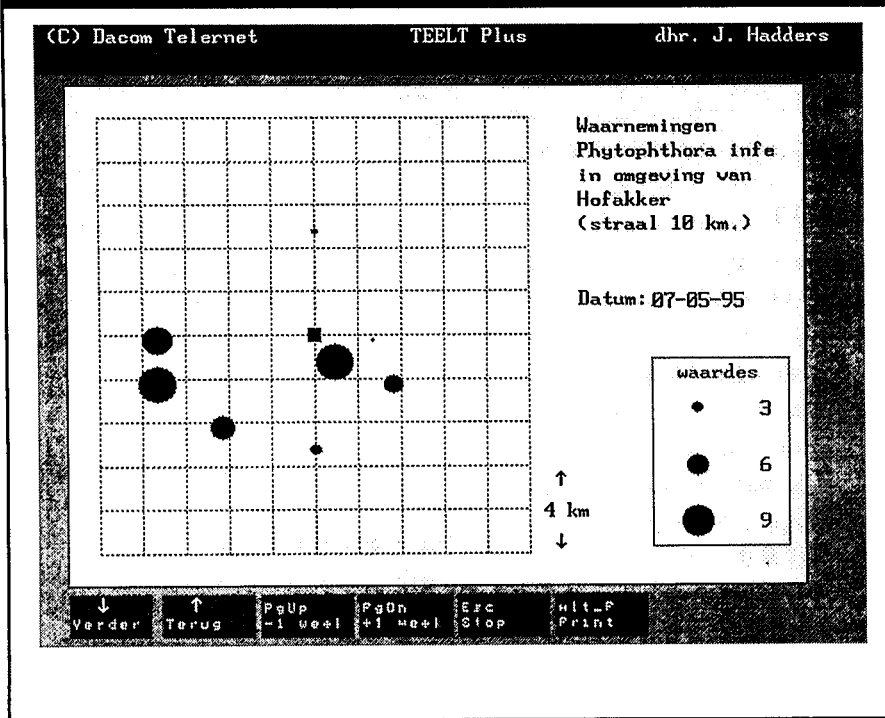 (C) Dacom Telernet TEELT Plus dhr. J. Hadders
Waarnemingen
Phytophthora infe
in omgeving van
Hofakker
(straal 10 km.)
Datum: 07-05-95
waardes
3
6
9
↑
4 km
↓
↓ ↑ PgUp PgDn Esc Alt_P
Verder Terug -1 week +1 week Stop Print